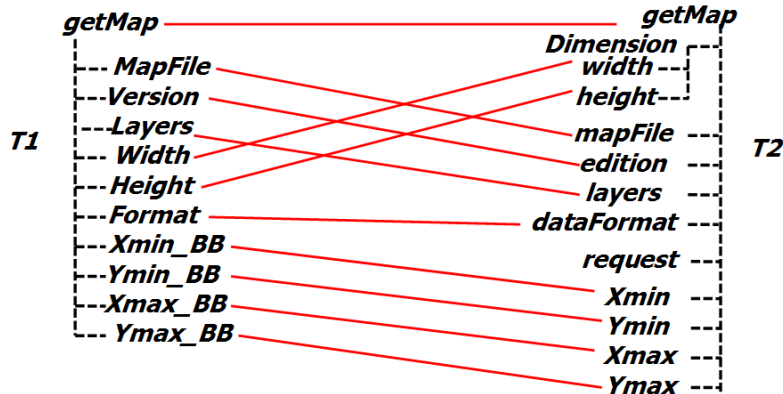 getMap
MapFile
Version
Layers
T1
Width
Height
Format
Xmin_BB
Ymin_BB
Xmax_BB
Ymax_BB
getMap
Dimension
width
height
mapFile
T2
edition
layers
dataFormat
request
Xmin
Ymin
Xmax
Ymax